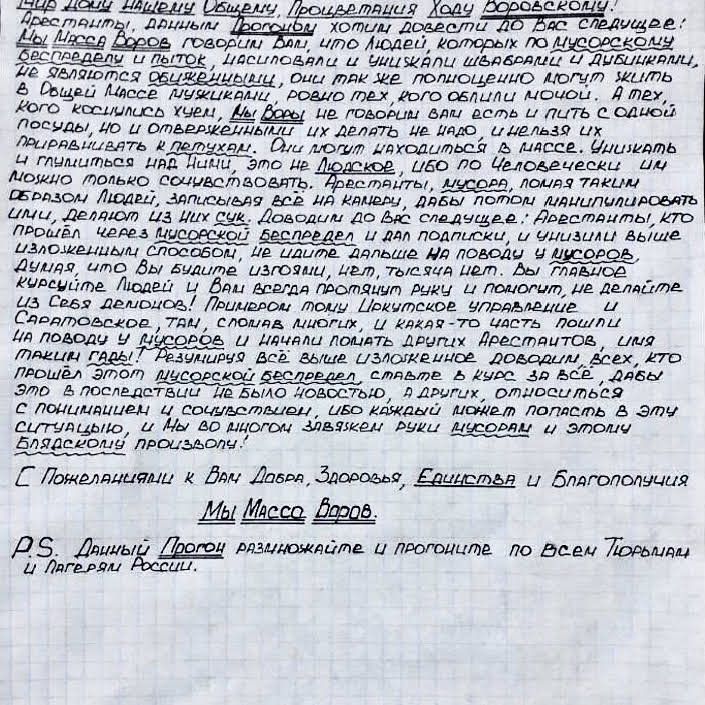 Мир Дому Нашему Общему, Процветания Ходу Воровскому!
Арестанты, данным Прогоном хотим довести до Вас следущее!
Мы Масса Воров говорим Вам, что Людей, которых по мусорскому
беспределу и пыток, насиловали и унижали швабрами и дубинками,
не являются обиженными, они так же полноценно могут жить
в Общей Массе мужиками, ровно тех, кого облили мочой. А тех,
кого коснулись хуем, Мы Воры не говорим вам есть и пить с одной
посуды, но и отверженными их делать не надо, и нельзя их
приравнивать к петухам. Они могут находиться в массе. Унижать
и глумиться над Ними, это не Людское, ибо по Человечески им
можно только сочувствовать. Арестанты, мусора, ломая таким
образом Людей, записывая всё на камеру, дабы потом манипулировать
ими, делают из них сук. Доводим до Вас следущее: Арестанты, кто
прошёл через мусорской беспредел и дал подписки, и унизили выше
изложенным способом, не идите дальше на поводу у мусоров,
думая, что Вы будите изгоями, нет, тысяча нет. Вы главное
курсуйте Людей и Вам всегда протянут руку и помогут, не делайте
из Себя демонов! Примером тому Иркутское управление и
Саратовское, там, сломав многих, и какая-то часть пошли
на поводу у мусоров и начали ломать других Арестантов, имя
таким гады! Резумируя всё выше изложенное доводим, всех, кто
прошёл этот мусорской беспредел, ставте в курс за всё, дабы
это в последствии не было новостью, а других, относиться
с пониманием и сочувствием, ибо каждый может попасть в эту
ситуацыю, и Мы во многом завяжем руки мусорам и этому
блядскому произволу!
С Пожеланиями к Вам Добра, Здоровья, Единства и Благополучия
Мы Масса Воров.
P.S. Данный Прогон размножайте и прогоните по всем Тюрьмам
и Лагерям России.